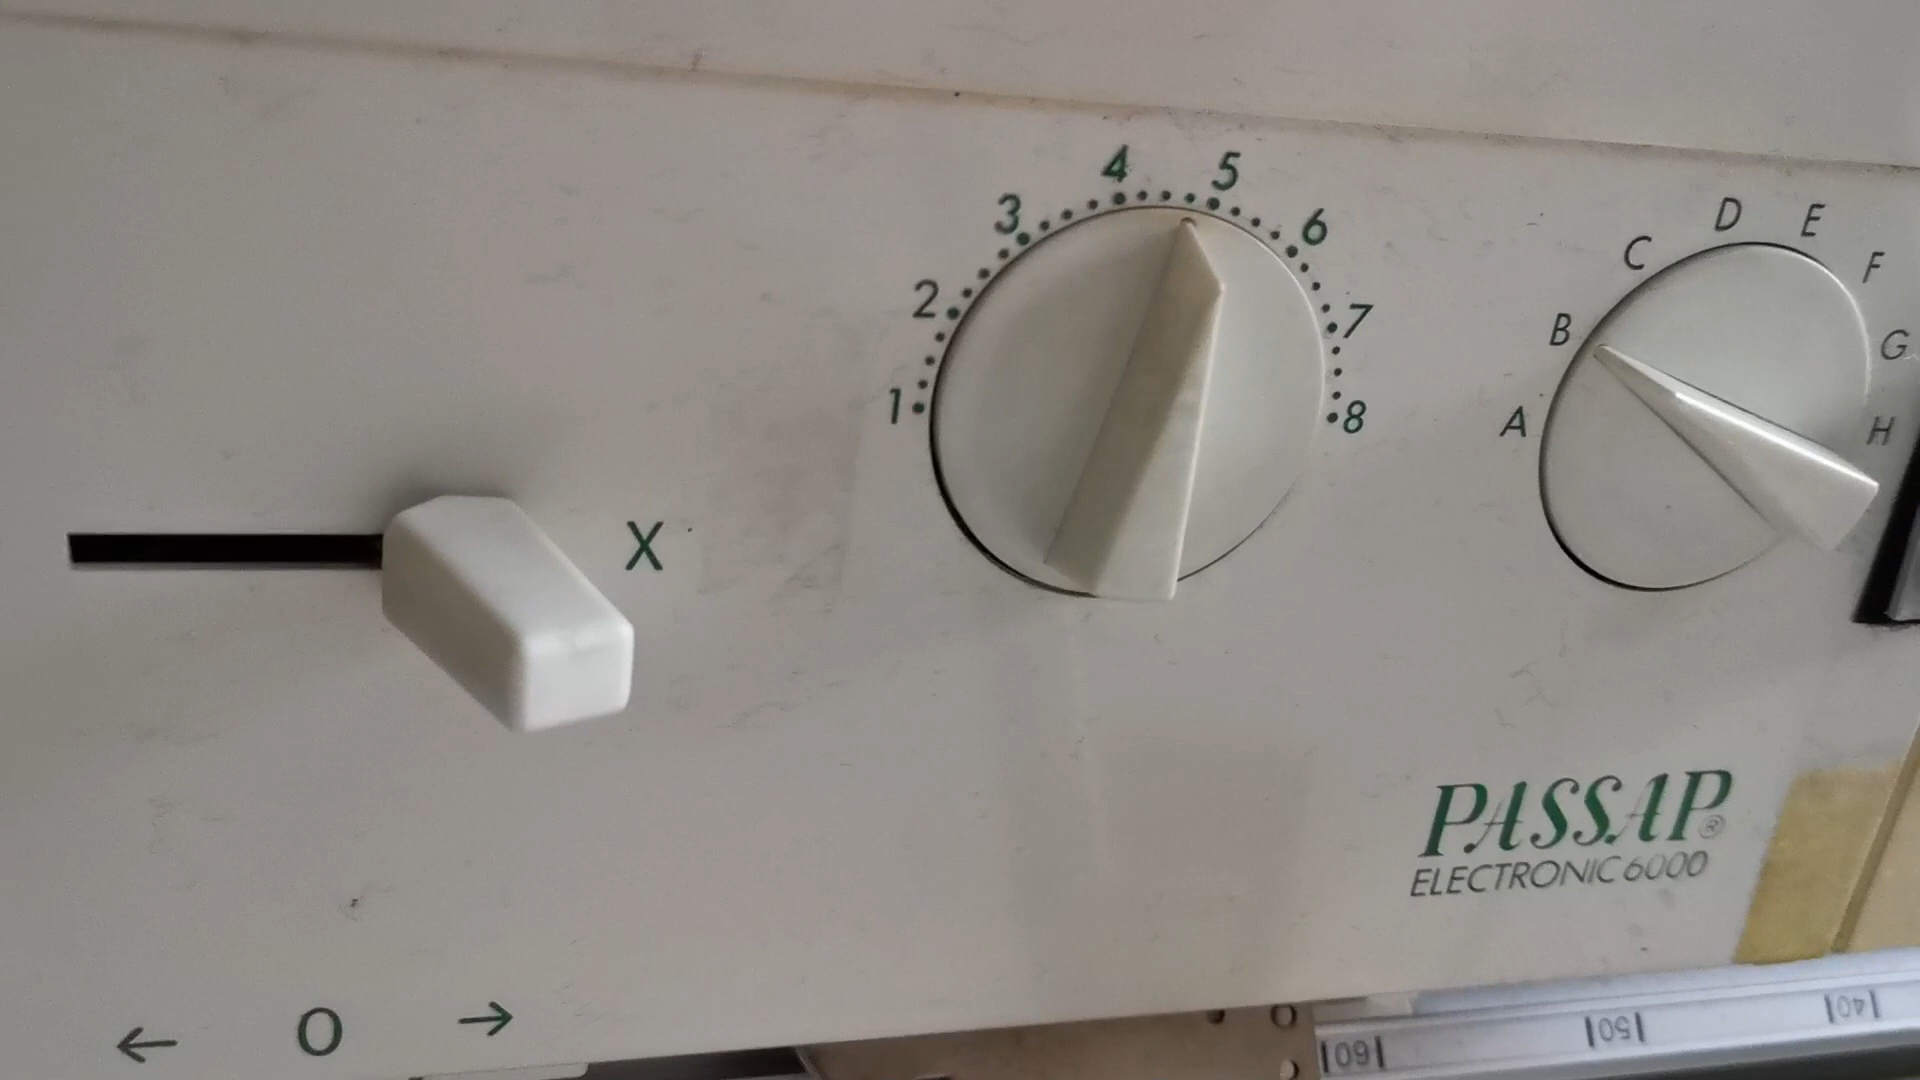 1 2 3 4 5 6 7 8
A B C D E F G H
X
PASSAP®
ELECTRONIC 6000
← O →
60 50 40